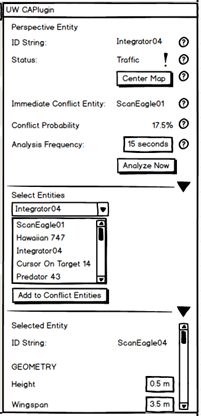 UW CAPlugin
Perspective Entity
ID String: Integrator04 ?
Status: Traffic ! ?
Center Map ?
Immediate Conflict Entity: ScanEagle01 ?
Conflict Probability 17.5% ?
Analysis Frequency: 15 seconds ?
Analyze Now
Select Entities
Integrator04
ScanEagle01
Hawaiian 747
Integrator04
Cursor On Target 14
Predator 43
Add to Conflict Entities
Selected Entity
ID String: ScanEagle04
GEOMETRY
Height 0.5 m
Wingspan 3.5 m